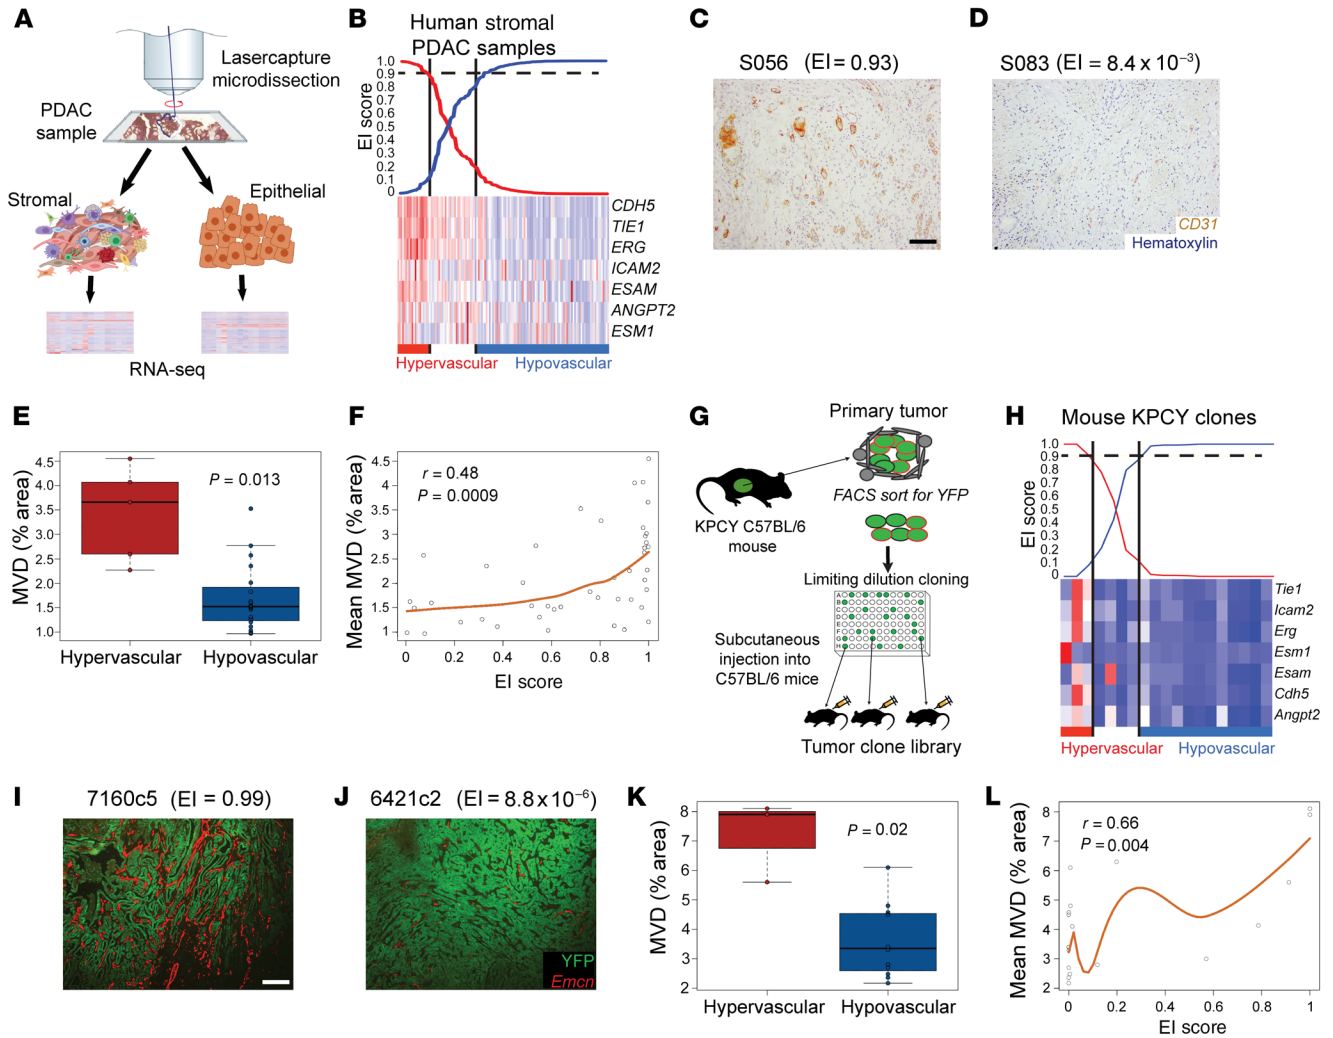 A
Lasercapture
microdissection
PDAC
sample
Stromal
Epithelial
RNA-seq
B
Human stromal
PDAC samples
EI score
1.0
0.9
0.8
0.7
0.6
0.5
0.4
0.3
0.2
0.1
0
CDH5
TIE1
ERG
ICAM2
ESAM
ANGPT2
ESM1
Hypervascular
Hypovascular
C
S056 (EI = 0.93)
D
S083 (EI = 8.4 x 10⁻³)
CD31
Hematoxylin
E
MVD (% area)
4.5
4.0
3.5
3.0
2.5
2.0
1.5
1.0
P = 0.013
Hypervascular
Hypovascular
F
Mean MVD (% area)
4.5
4
3.5
3
2.5
2
1.5
1
r = 0.48
P = 0.0009
0
0.2
0.4
0.6
0.8
1
EI score
G
Primary tumor
FACS sort for YFP
KPCY C57BL/6
mouse
Limiting dilution cloning
A
B
C
D
E
F
G
H
Subcutaneous
injection into
C57BL/6 mice
Tumor clone library
H
Mouse KPCY clones
EI score
1.0
0.9
0.8
0.7
0.6
0.5
0.4
0.3
0.2
0.1
0
Tie1
Icam2
Erg
Esm1
Esam
Cdh5
Angpt2
Hypervascular
Hypovascular
I
7160c5 (EI = 0.99)
J
6421c2 (EI = 8.8 x 10⁻⁶)
YFP
Emcn
K
MVD (% area)
8
7
6
5
4
3
2
P = 0.02
Hypervascular
Hypovascular
L
Mean MVD (% area)
8
7
6
5
4
3
2
r = 0.66
P = 0.004
0
0.2
0.4
0.6
0.8
1
EI score